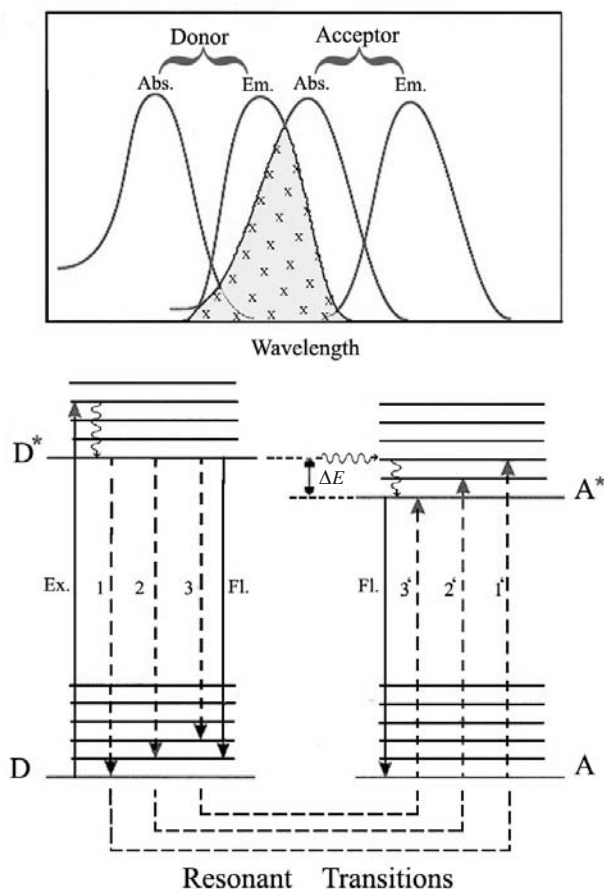 Donor Acceptor
Abs. Em. Abs. Em.
x x x x x x x x x x x x x x x x x x x x x x
Wavelength
D*
ΔE
A*
Ex. 1 2 3 Fl. Fl. 3' 2' 1'
D A
Resonant Transitions